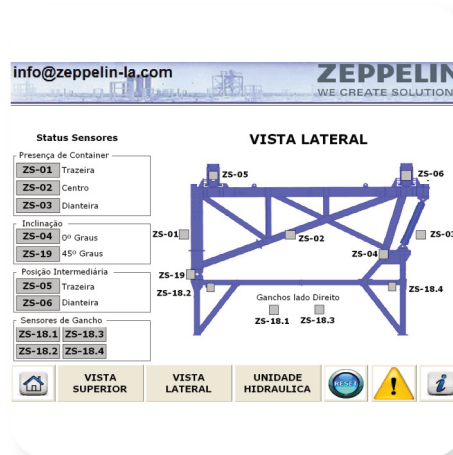 info@zeppelin-la.com
ZEPPELIN
WE CREATE SOLUTION
Status Sensores
VISTA LATERAL
Presença de Container
ZS-01 Trazeira
ZS-02 Centro
ZS-03 Dianteira
Inclinação
ZS-04 0º Graus
ZS-19 45º Graus
Posição Intermediária
ZS-05 Trazeira
ZS-06 Dianteira
Sensores de Gancho
ZS-18.1 ZS-18.3
ZS-18.2 ZS-18.4
ZS-05
ZS-06
ZS-01
ZS-02
ZS-03
ZS-04
ZS-19
ZS-18.2
ZS-18.4
Ganchos lado Direito
ZS-18.1 ZS-18.3
VISTA SUPERIOR
VISTA LATERAL
UNIDADE HIDRAULICA
RESET